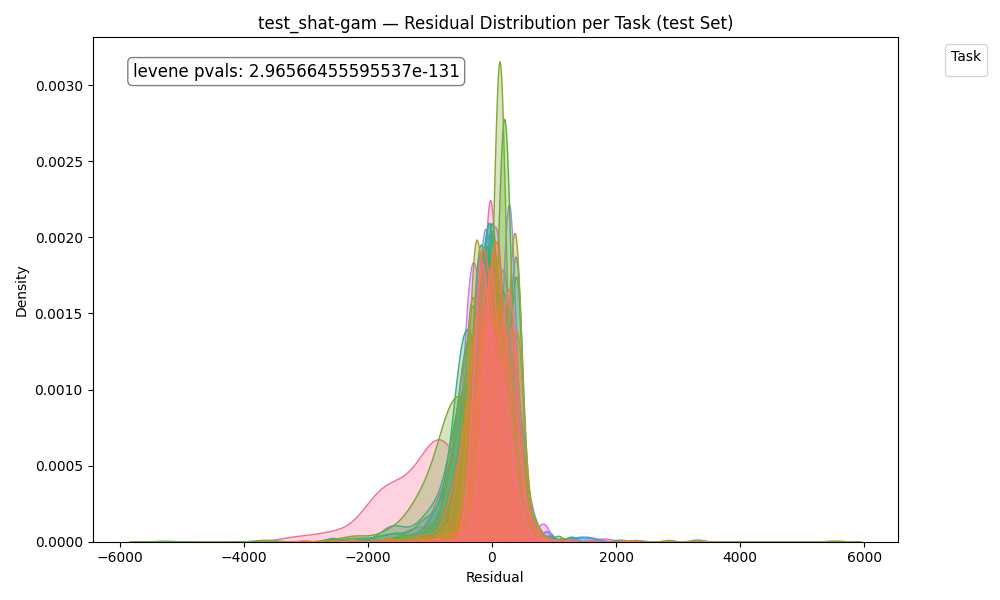 test_shat-gam — Residual Distribution per Task (test Set)
levene pvals: 2.96566455595537e-131
Task
0.0030
0.0025
0.0020
0.0015
0.0010
0.0005
0.0000
Density
−6000 −4000 −2000 0 2000 4000 6000
Residual